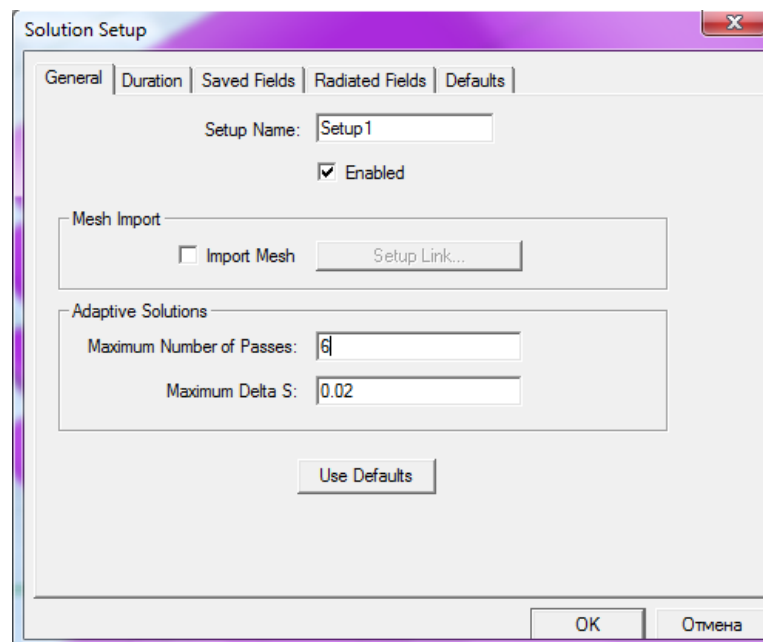 Solution Setup
General Duration Saved Fields Radiated Fields Defaults
Setup Name: Setup1
Enabled
Mesh Import
Import Mesh Setup Link...
Adaptive Solutions
Maximum Number of Passes: 6
Maximum Delta S: 0.02
Use Defaults
OK Отмена